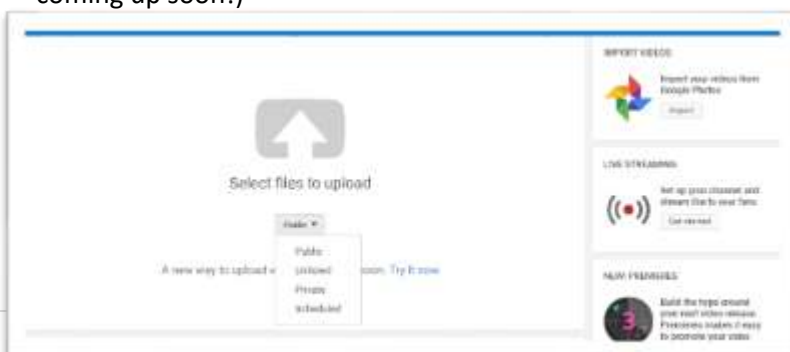 coming up soon!)
Select files to upload
Public
Public
Unlisted
Private
Scheduled
A new way to upload soon. Try it now
IMPORT VIDEOS
Import your videos from
Google Photos
Import
LIVE STREAMING
Set up your channel and
stream live to your fans
Get started
NEW PREMIERES
3
Build the hype around
your next video release.
Premieres makes it easy
to promote your video